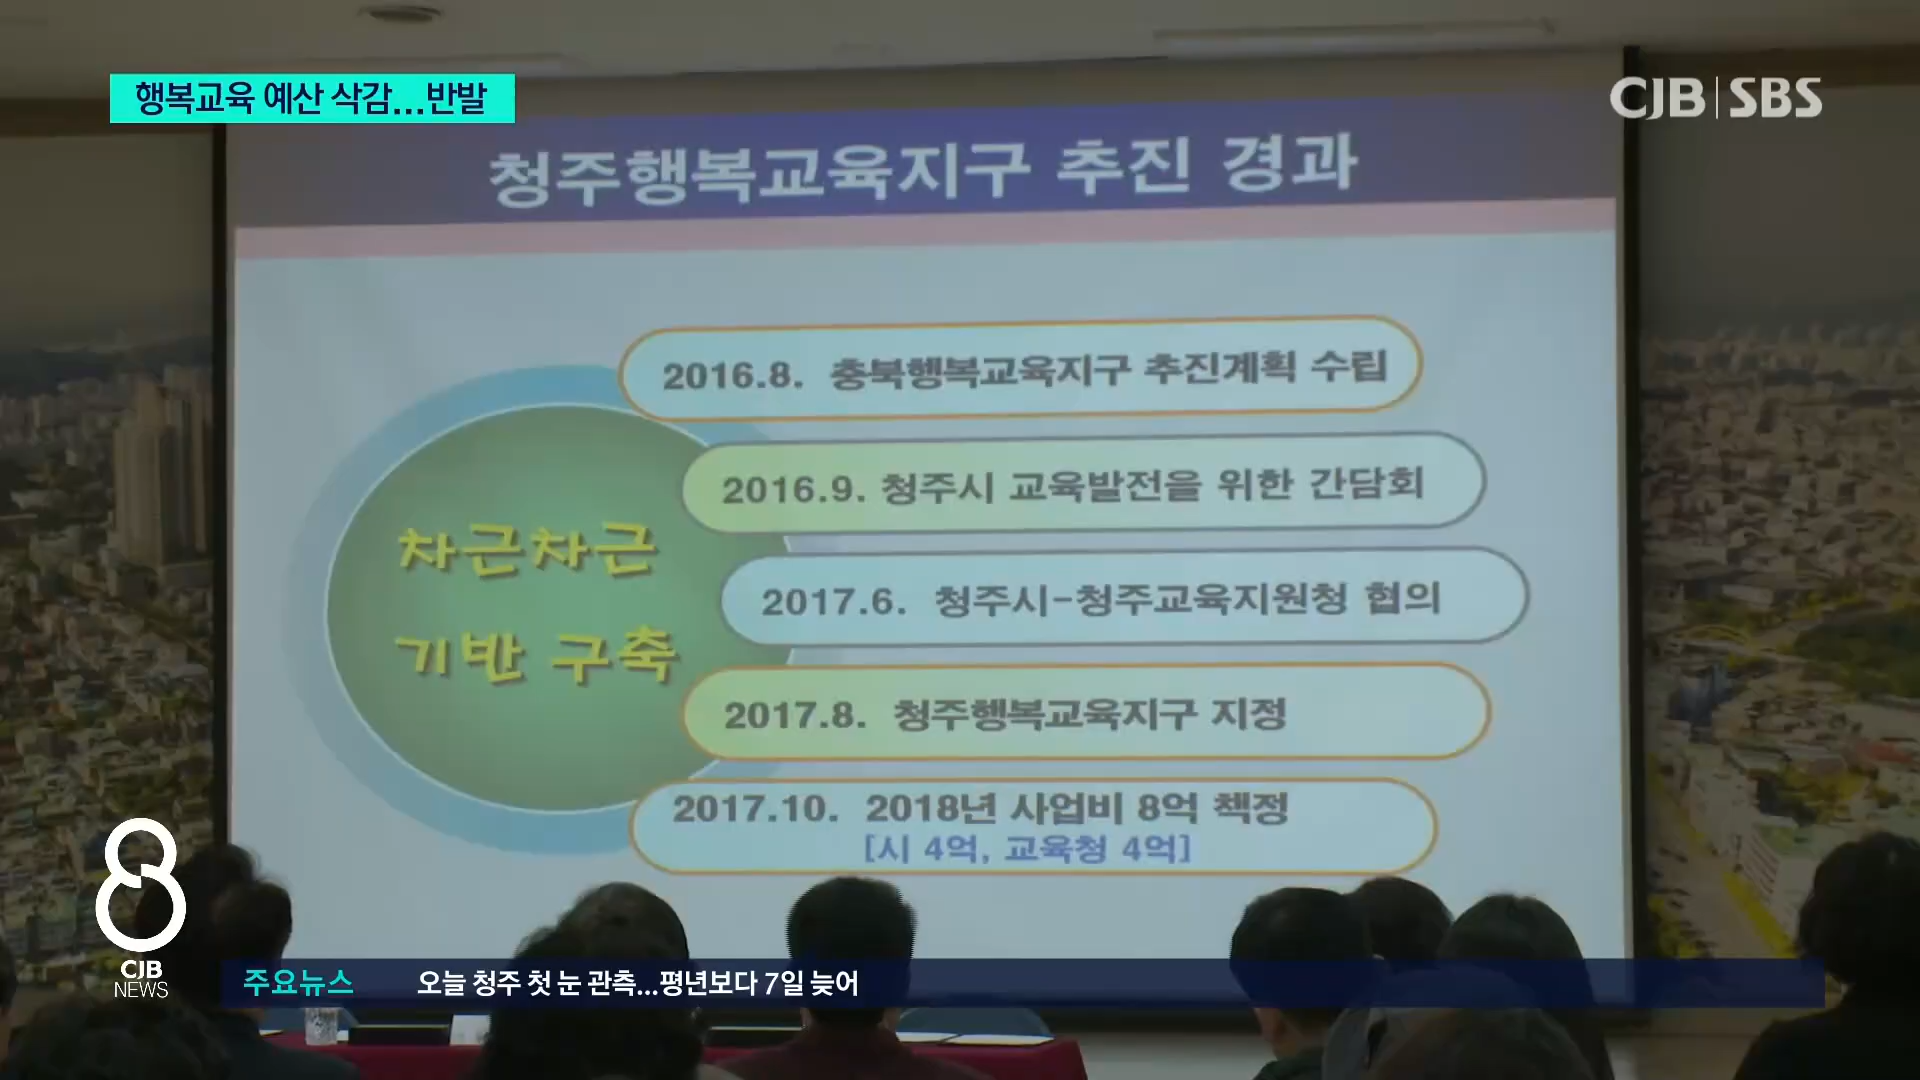 행복교육 예산 삭감...반발
CJB SBS
청주행복교육지구 추진 경과
2016.8. 충북행복교육지구 추진계획 수립
2016.9. 청주시 교육발전을 위한 간담회
차근차근
기반 구축
2017.6. 청주시-청주교육지원청 협의
2017.8. 청주행복교육지구 지정
2017.10. 2018년 사업비 8억 책정
[시 4억, 교육청 4억]
8
CJB
NEWS
주요뉴스 오늘 청주 첫 눈 관측...평년보다 7일 늦어